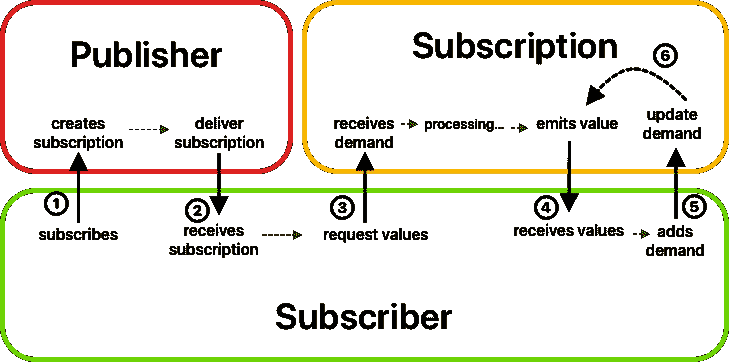 Publisher
Subscription
6
creates
subscription
deliver
subscription
receives
demand
processing...
emits value
update
demand
1
subscribes
2
receives
subscription
3
request values
4
receives values
5
adds
demand
Subscriber